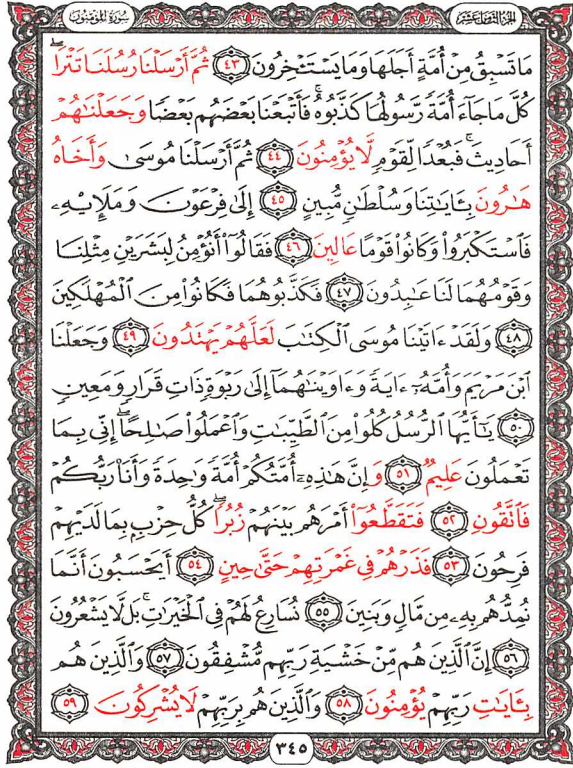 الجزء الثامن عشر سورة المؤمنون
مَا تَسْبِقُ مِنْ أُمَّةٍ أَجَلَهَا وَمَا يَسْتَـْٔخِرُونَ ٤٣ ثُمَّ أَرْسَلْنَا رُسُلَنَا تَتْرَا ۖ
كُلَّ مَا جَآءَ أُمَّةً رَّسُولُهَا كَذَّبُوهُ ۚ فَأَتْبَعْنَا بَعْضَهُم بَعْضًا وَجَعَلْنَٰهُمْ
أَحَادِيثَ ۚ فَبُعْدًا لِّقَوْمٍ لَّا يُؤْمِنُونَ ٤٤ ثُمَّ أَرْسَلْنَا مُوسَىٰ وَأَخَاهُ
هَٰرُونَ بِـَٔايَٰتِنَا وَسُلْطَٰنٍ مُّبِينٍ ٤٥ إِلَىٰ فِرْعَوْنَ وَمَلَإِي۟هِۦ
فَٱسْتَكْبَرُوا۟ وَكَانُوا۟ قَوْمًا عَالِينَ ٤٦ فَقَالُوٓا۟ أَنُؤْمِنُ لِبَشَرَيْنِ مِثْلِنَا
وَقَوْمُهُمَا لَنَا عَٰبِدُونَ ٤٧ فَكَذَّبُوهُمَا فَكَانُوا۟ مِنَ ٱلْمُهْلَكِينَ
٤٨ وَلَقَدْ ءَاتَيْنَا مُوسَى ٱلْكِتَٰبَ لَعَلَّهُمْ يَهْتَدُونَ ٤٩ وَجَعَلْنَا
ٱبْنَ مَرْيَمَ وَأُمَّهُۥٓ ءَايَةً وَءَاوَيْنَٰهُمَآ إِلَىٰ رَبْوَةٍ ذَاتِ قَرَارٍ وَمَعِينٍ
٥٠ يَٰٓأَيُّهَا ٱلرُّسُلُ كُلُوا۟ مِنَ ٱلطَّيِّبَٰتِ وَٱعْمَلُوا۟ صَٰلِحًا ۖ إِنِّى بِمَا
تَعْمَلُونَ عَلِيمٌ ٥١ وَإِنَّ هَٰذِهِۦٓ أُمَّتُكُمْ أُمَّةً وَٰحِدَةً وَأَنَا۠ رَبُّكُمْ
فَٱتَّقُونِ ٥٢ فَتَقَطَّعُوٓا۟ أَمْرَهُم بَيْنَهُمْ زُبُرًا ۖ كُلُّ حِزْبٍۭ بِمَا لَدَيْهِمْ
فَرِحُونَ ٥٣ فَذَرْهُمْ فِى غَمْرَتِهِمْ حَتَّىٰ حِينٍ ٥٤ أَيَحْسَبُونَ أَنَّمَا
نُمِدُّهُم بِهِۦ مِن مَّالٍ وَبَنِينَ ٥٥ نُسَارِعُ لَهُمْ فِى ٱلْخَيْرَٰتِ ۚ بَل لَّا يَشْعُرُونَ
٥٦ إِنَّ ٱلَّذِينَ هُم مِّنْ خَشْيَةِ رَبِّهِم مُّشْفِقُونَ ٥٧ وَٱلَّذِينَ هُم
بِـَٔايَٰتِ رَبِّهِمْ يُؤْمِنُونَ ٥٨ وَٱلَّذِينَ هُم بِرَبِّهِمْ لَا يُشْرِكُونَ ٥٩
٣٤٥